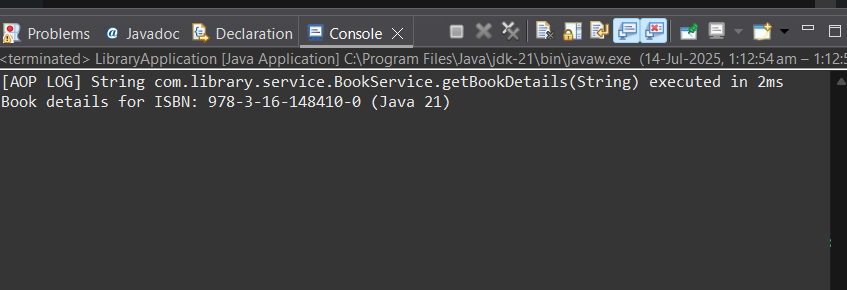 Problems @ Javadoc Declaration Console
<terminated> LibraryApplication [Java Application] C:\Program Files\Java\jdk-21\bin\javaw.exe (14-Jul-2025, 1:12:54 am – 1:12:5
[AOP LOG] String com.library.service.BookService.getBookDetails(String) executed in 2ms
Book details for ISBN: 978-3-16-148410-0 (Java 21)